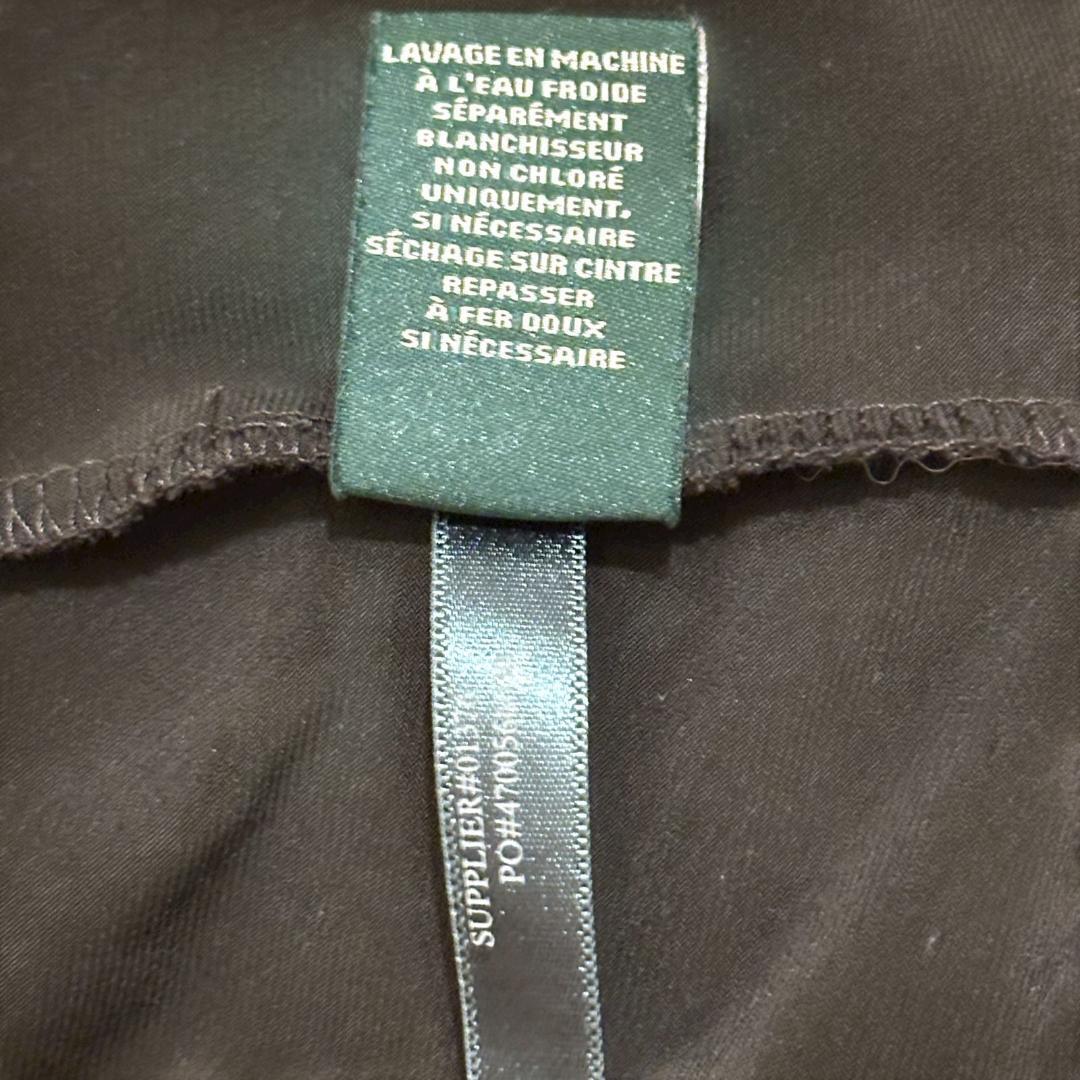 LAVAGE EN MACHINE
À L'EAU FROIDE
SÉPARÉMENT
BLANCHISSEUR
NON CHLORÉ
UNIQUEMENT.
SI NÉCESSAIRE
SÉCHAGE SUR CINTRE
REPASSER
À FER DOUX
SI NÉCESSAIRE